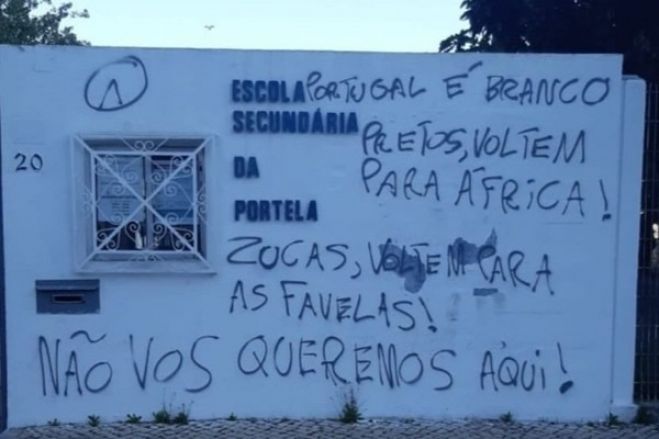 20
ESCOLA
SECUNDÁRIA
DA
PORTELA
PORTUGAL É BRANCO
PRETOS, VOLTEM
PARA ÁFRICA!
ZUCAS, VOLTEM PARA
AS FAVELAS!
NÃO VOS QUEREMOS AQUI!